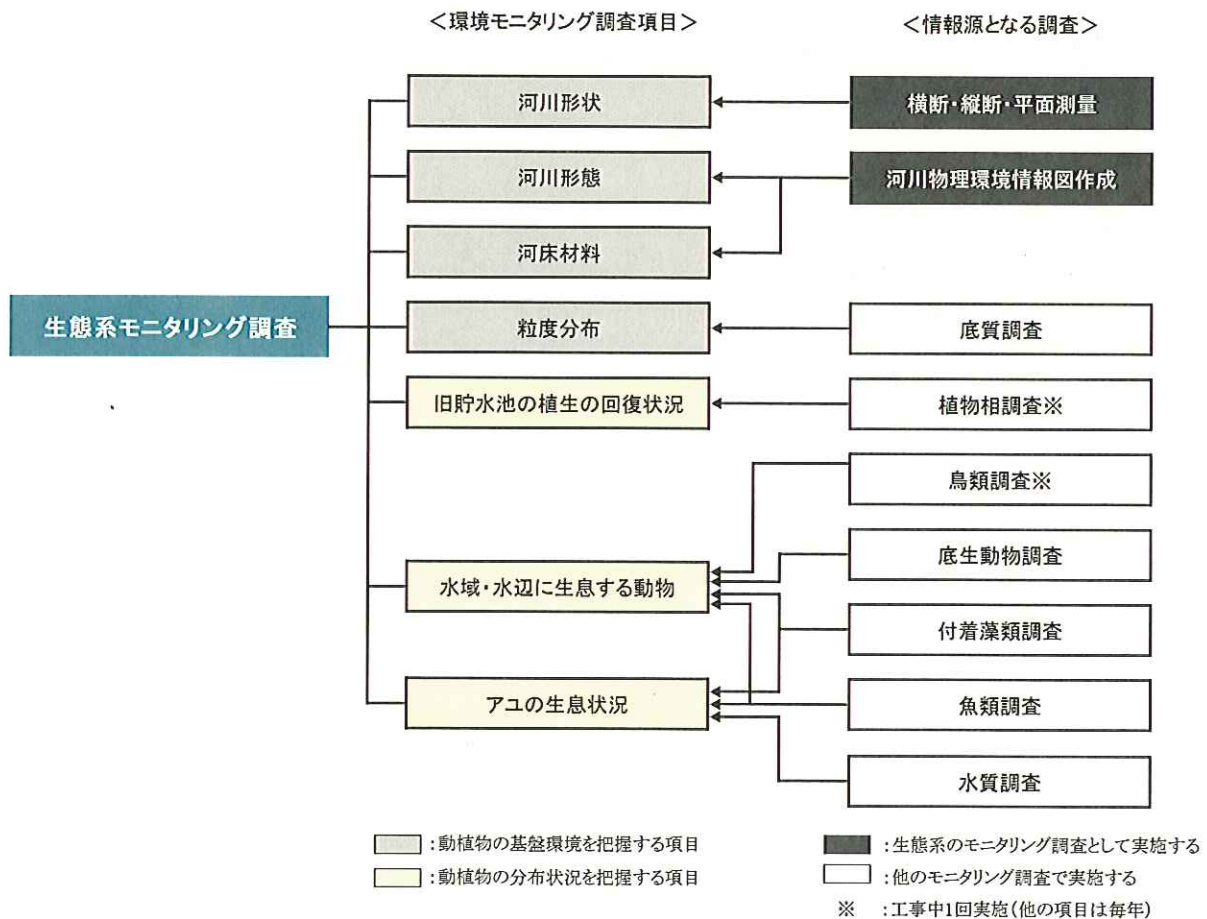 ＜環境モニタリング調査項目＞
＜情報源となる調査＞
河川形状
横断・縦断・平面測量
河川形態
河川物理環境情報図作成
河床材料
生態系モニタリング調査
粒度分布
底質調査
旧貯水池の植生の回復状況
植物相調査※
鳥類調査※
水域・水辺に生息する動物
底生動物調査
付着藻類調査
アユの生息状況
魚類調査
水質調査
：動植物の基盤環境を把握する項目
：動植物の分布状況を把握する項目
：生態系のモニタリング調査として実施する
：他のモニタリング調査で実施する
※ ：工事中1回実施(他の項目は毎年)